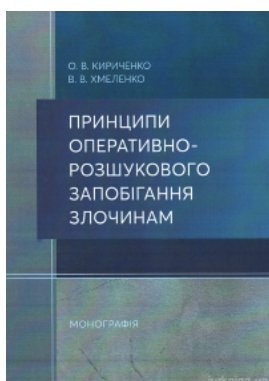 О. В. КИРИЧЕНКО
В. В. ХМЕЛЕНКО
ПРИНЦИПИ
ОПЕРАТИВНО-
РОЗШУКОВОГО
ЗАПОБІГАННЯ
ЗЛОЧИНАМ
МОНОГРАФІЯ